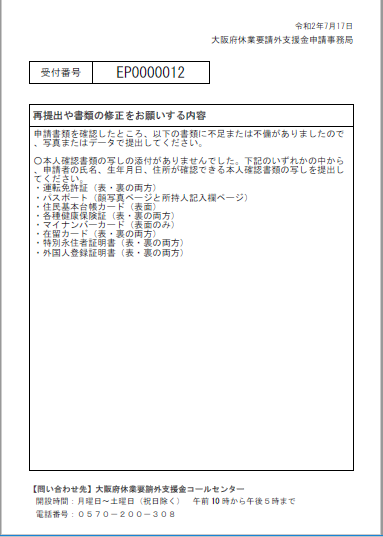 令和2年7月17日
大阪府休業要請外支援金申請事務局
受付番号 EP0000012
再提出や書類の修正をお願いする内容
申請書類を確認したところ、以下の書類に不足または不備がありましたので
、写真またはデータで提出してください。
〇本人確認書類の写しの添付がありませんでした。下記のいずれかの中から
、申請者の氏名、生年月日、住所が確認できる本人確認書類の写しを提出し
てください。
・運転免許証（表・裏の両方）
・パスポート（顔写真ページと所持人記入欄ページ）
・住民基本台帳カード（表面）
・各種健康保険証（表・裏の両方）
・マイナンバーカード（表面のみ）
・在留カード（表・裏の両方）
・特別永住者証明書（表・裏の両方）
・外国人登録証明書（表・裏の両方）
【問い合わせ先】大阪府休業要請外支援金コールセンター
開設時間：月曜日～土曜日（祝日除く）　午前10時から午後5時まで
電話番号：０５７０－２００－３０８